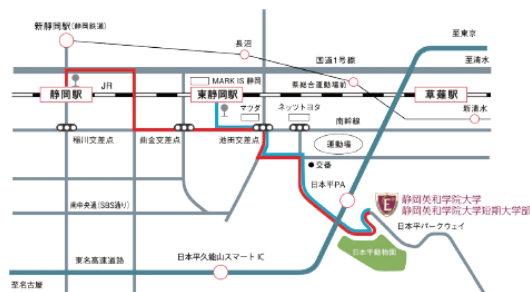 新静岡駅(静岡鉄道)
長沼
至東京
国道1号線
至清水
MARK IS 静岡
県総合運動場前
JR
静岡駅
東静岡駅
草薙駅
新清水
マツダ
ネッツトヨタ
南幹線
稲川交差点
曲金交差点
池田交差点
運動場
●交番
日本平PA
静岡英和学院大学
静岡英和学院大学短期大学部
南中央通(SBS通り)
日本平パークウェイ
日本平動物園
東名高速道路
日本平久能山スマートIC
至名古屋